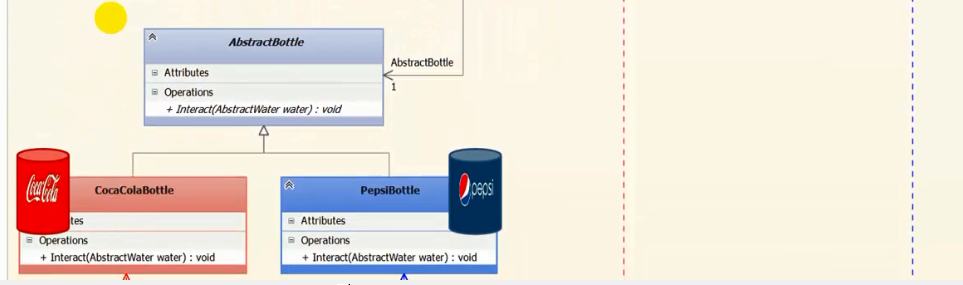 AbstractBottle
Attributes
Operations
+ Interact(AbstractWater water) : void
AbstractBottle
1
Coca-Cola
CocaColaBottle
tes
Operations
+ Interact(AbstractWater water) : void
PepsiBottle
pepsi
Attributes
Operations
+ Interact(AbstractWater water) : void